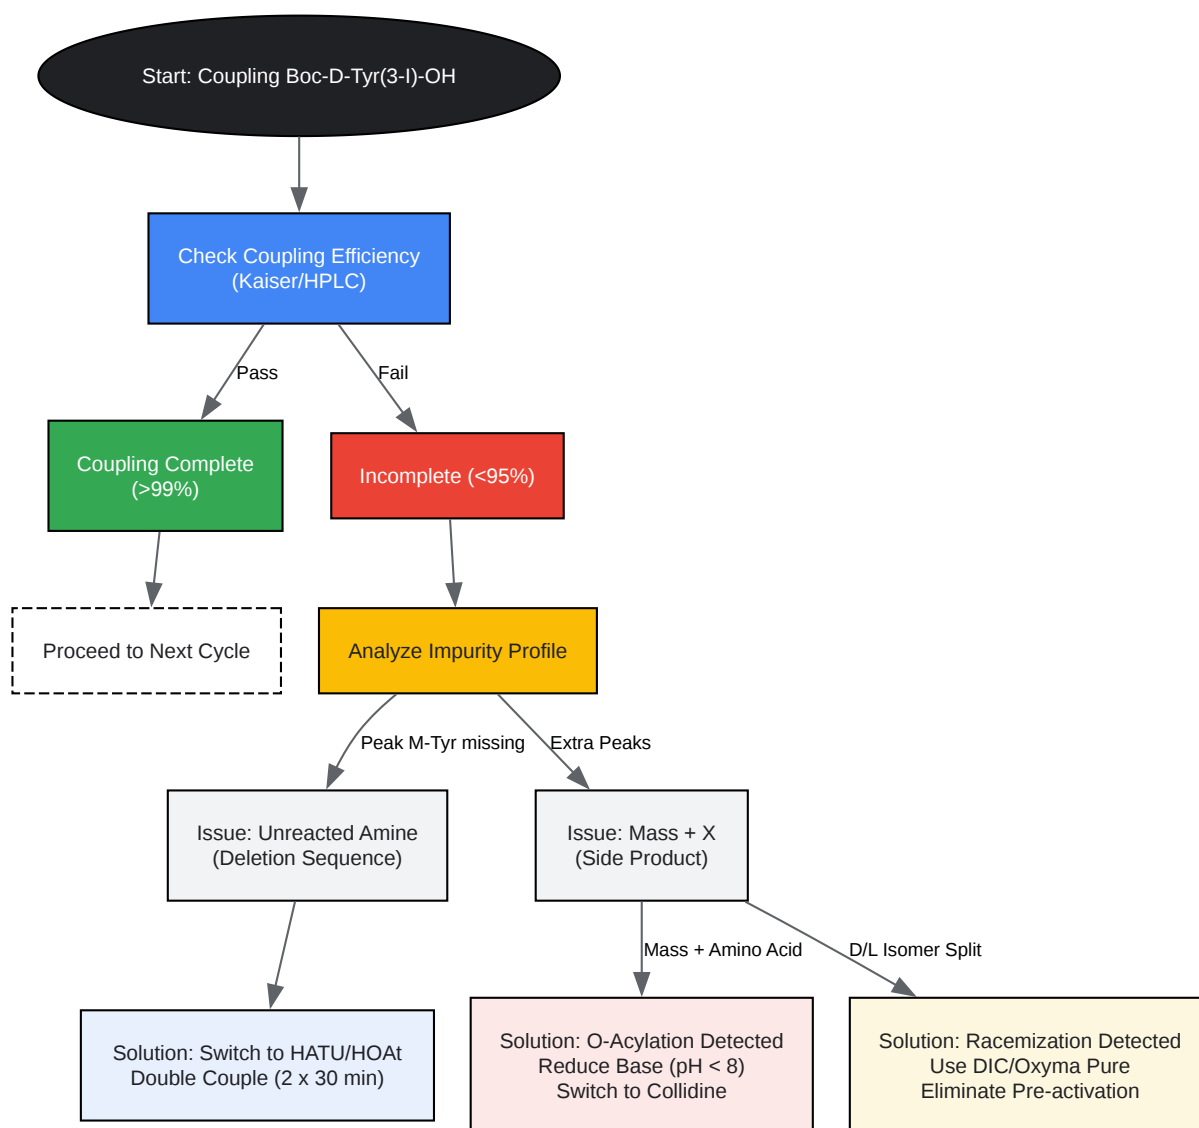 Start: Coupling Boc-D-Tyr(3-I)-OH
Check Coupling Efficiency
(Kaiser/HPLC)
Pass
Fail
Coupling Complete
(>99%)
Incomplete (<95%)
Proceed to Next Cycle
Analyze Impurity Profile
Peak M-Tyr missing
Extra Peaks
Issue: Unreacted Amine
(Deletion Sequence)
Issue: Mass + X
(Side Product)
Mass + Amino Acid
D/L Isomer Split
Solution: Switch to HATU/HOAt
Double Couple (2 x 30 min)
Solution: O-Acylation Detected
Reduce Base (pH < 8)
Switch to Collidine
Solution: Racemization Detected
Use DIC/Oxyma Pure
Eliminate Pre-activation